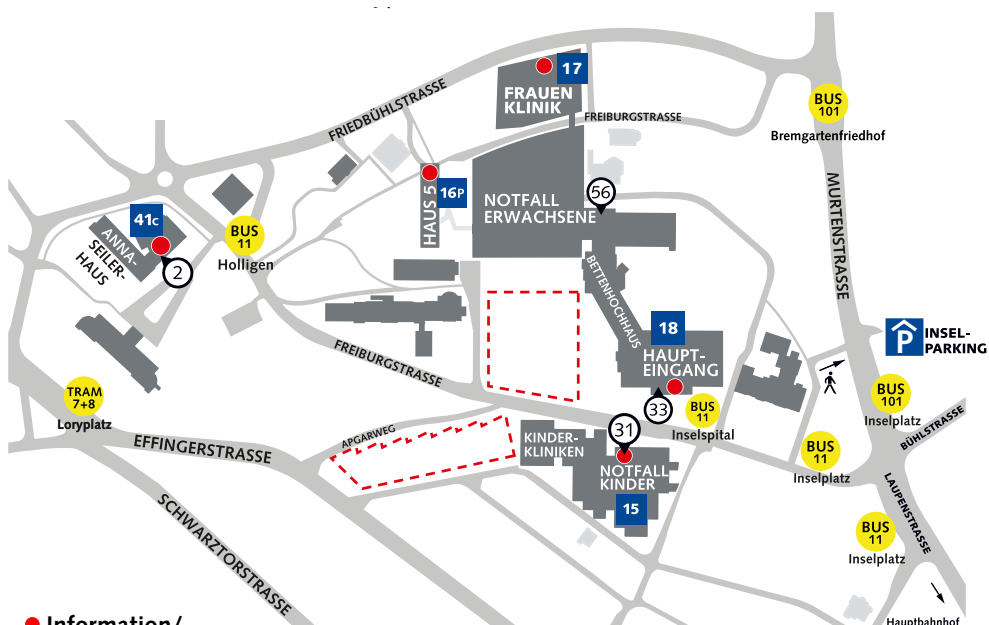 17
FRAUEN
KLINIK
FRIEDBÜHLSTRASSE
FREIBURGSTRASSE
BUS
101
Bremgartenfriedhof
HAUS 5
16P
NOTFALL
ERWACHSENE
56
MURTENSTRASSE
41c
ANNA-
SEILER-
HAUS
2
BUS
11
Holligen
BETTENHOCHHAUS
18
HAUPT-
EINGANG
33
P
INSEL-
PARKING
FREIBURGSTRASSE
BUS
11
Inselspital
BUS
101
Inselplatz
BÜHLSTRASSE
TRAM
7+8
Loryplatz
EFFINGERSTRASSE
APGARWEG
KINDER-
KLINIKEN
31
NOTFALL
KINDER
15
BUS
11
Inselplatz
LAUPENSTRASSE
SCHWARZTORSTRASSE
BUS
11
Inselplatz
Information/
Hauptbahnhof